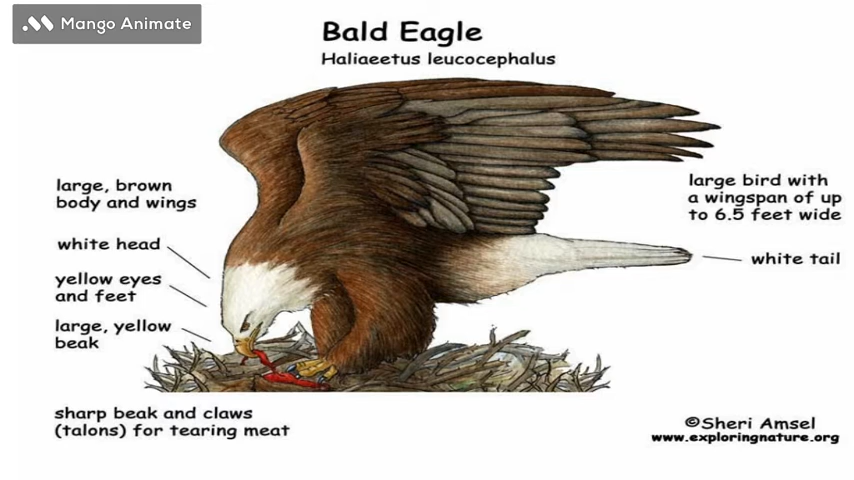 Mango Animate
Bald Eagle
Haliaeetus leucocephalus
large, brown
body and wings
white head
yellow eyes
and feet
large, yellow
beak
sharp beak and claws
(talons) for tearing meat
large bird with
a wingspan of up
to 6.5 feet wide
white tail
©Sheri Amsel
www.exploringnature.org